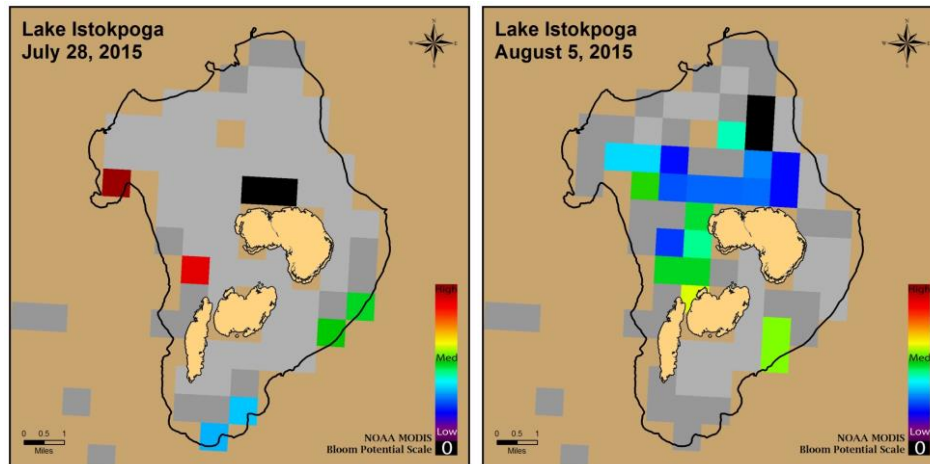 Lake Istokpoga
July 28, 2015
High
Med
Low
0
0 0.5 1
Miles
NOAA MODIS
Bloom Potential Scale
Lake Istokpoga
August 5, 2015
High
Med
Low
0
0 0.5 1
Miles
NOAA MODIS
Bloom Potential Scale